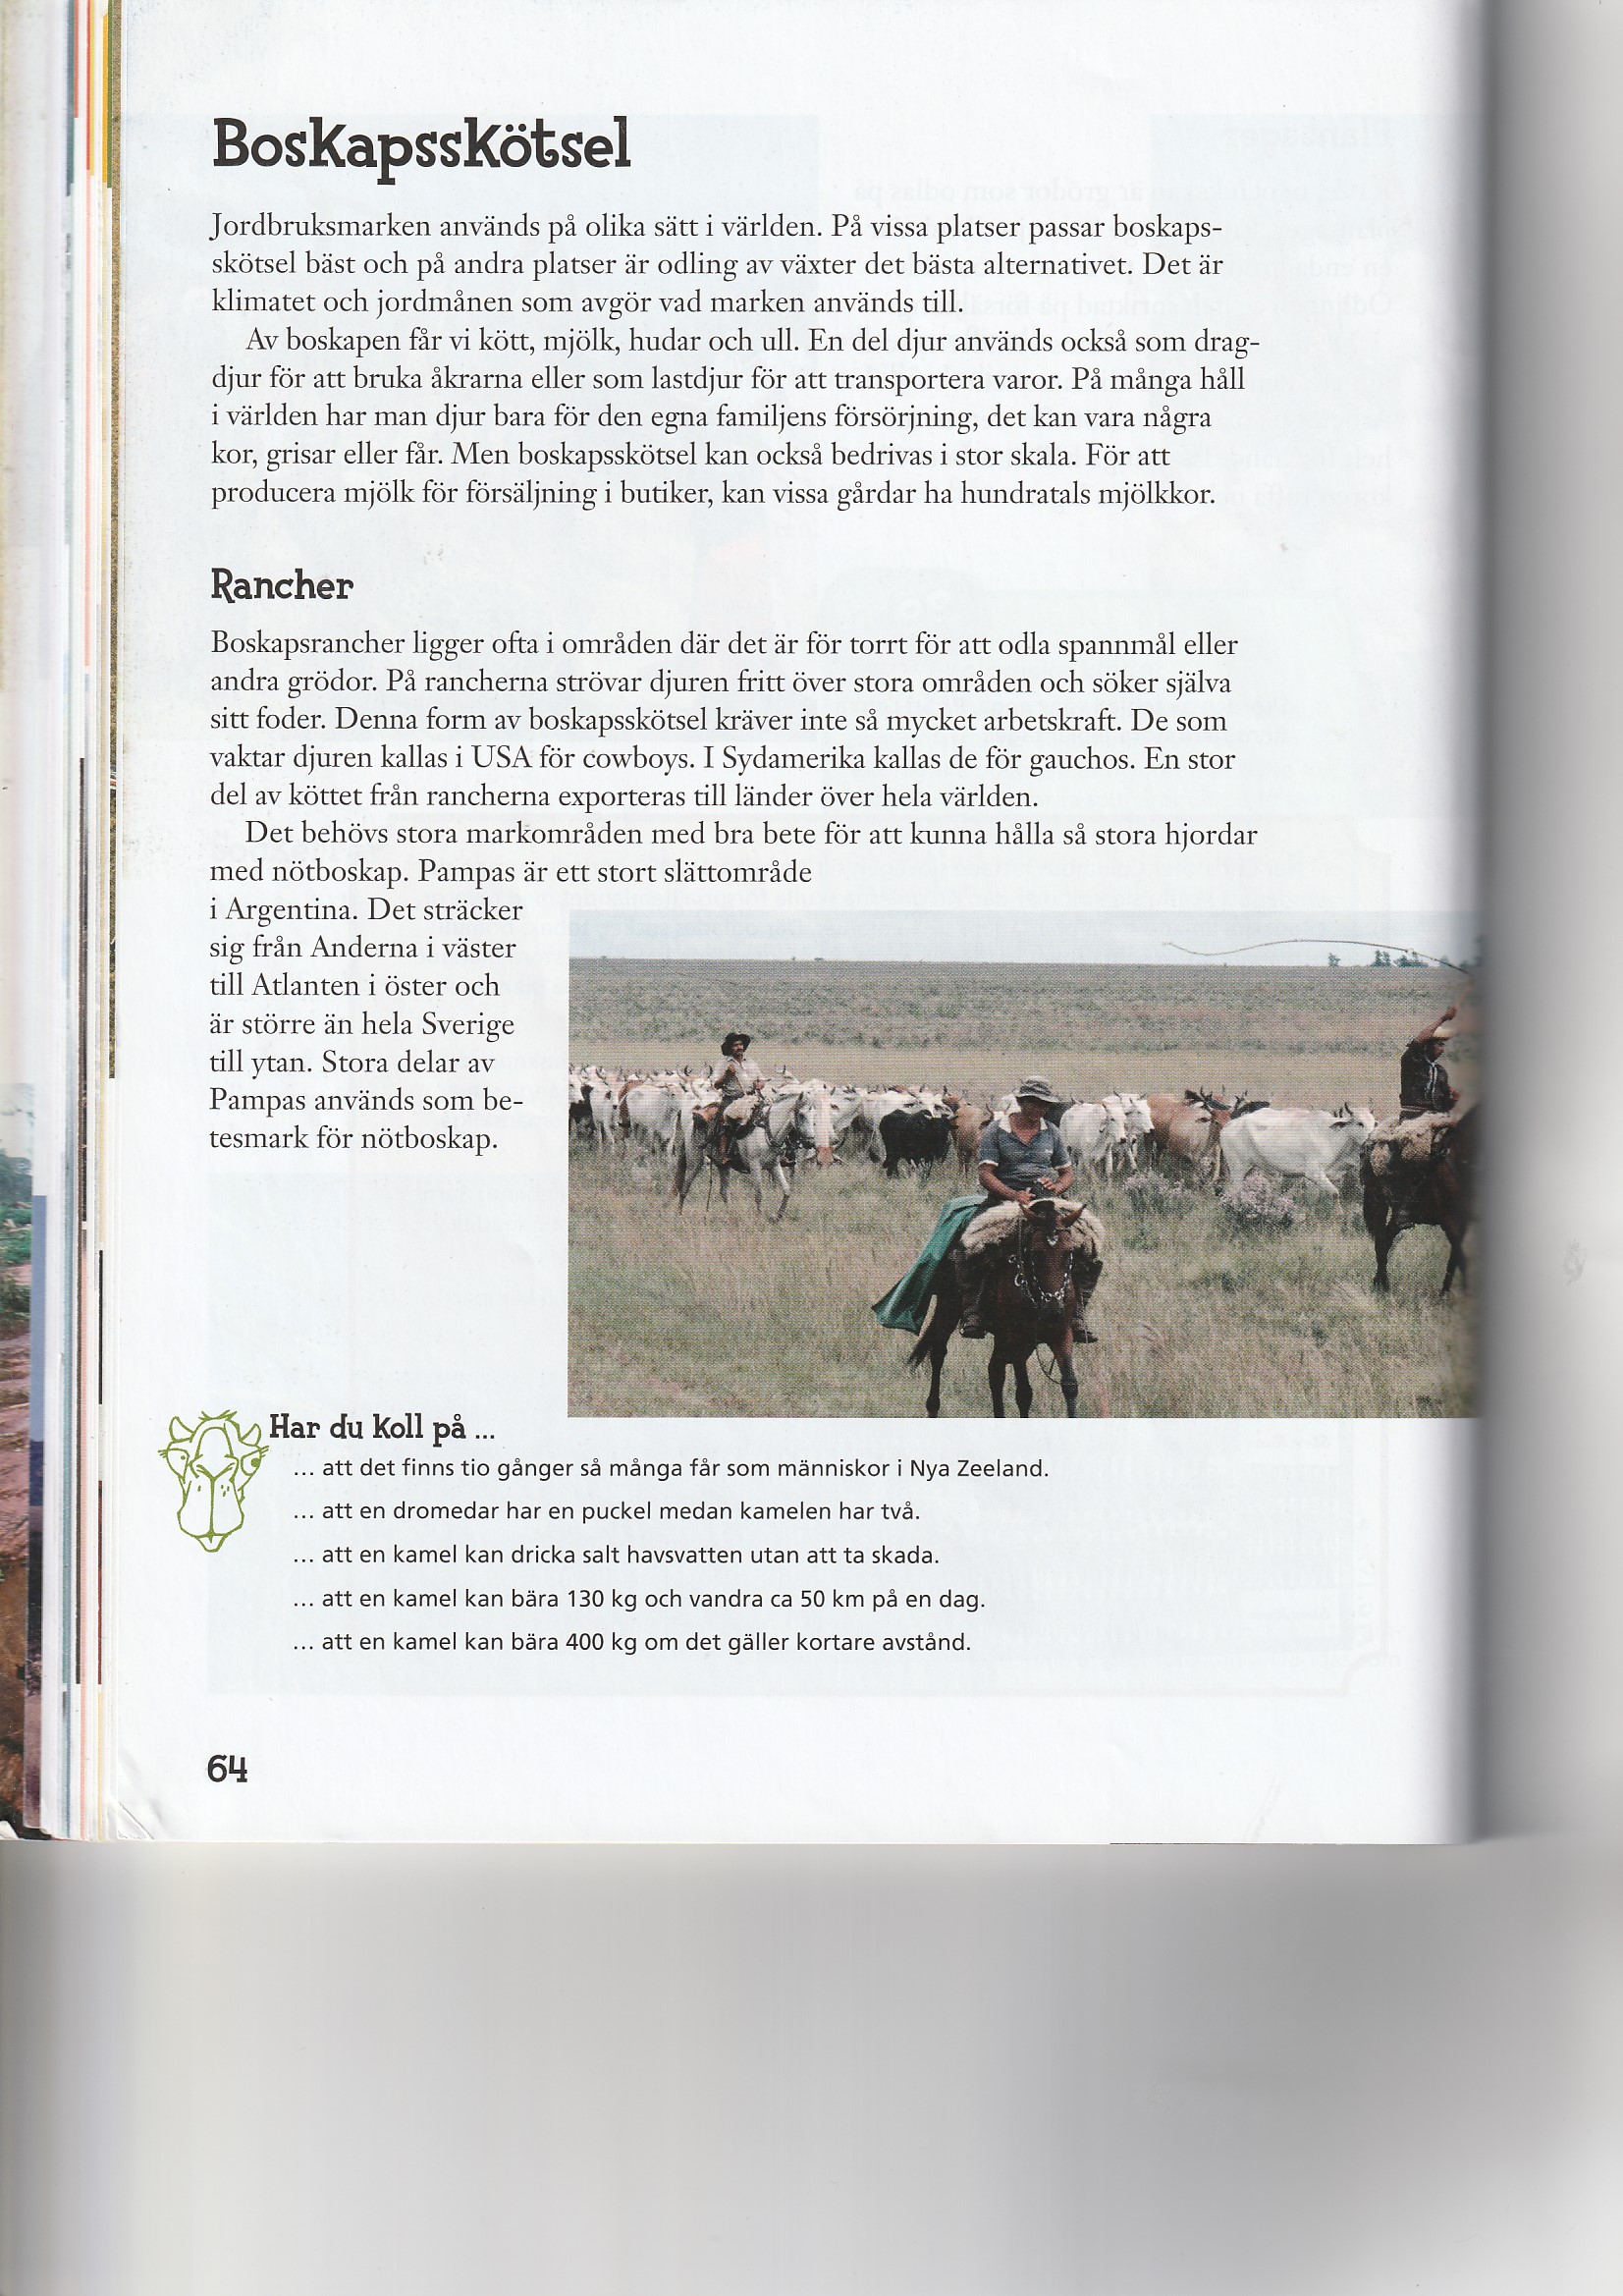 Boskapsskötsel
Jordbruksmarken används på olika sätt i världen. På vissa platser passar boskaps-
skötsel bäst och på andra platser är odling av växter det bästa alternativet. Det är
klimatet och jordmånen som avgör vad marken används till.
Av boskapen får vi kött, mjölk, hudar och ull. En del djur används också som drag-
djur för att bruka åkrarna eller som lastdjur för att transportera varor. På många håll
i världen har man djur bara för den egna familjens försörjning, det kan vara några
kor, grisar eller får. Men boskapsskötsel kan också bedrivas i stor skala. För att
producera mjölk för försäljning i butiker, kan vissa gårdar ha hundratals mjölkkor.
Rancher
Boskapsrancher ligger ofta i områden där det är för torrt för att odla spannmål eller
andra grödor. På rancherna strövar djuren fritt över stora områden och söker själva
sitt foder. Denna form av boskapsskötsel kräver inte så mycket arbetskraft. De som
vaktar djuren kallas i USA för cowboys. I Sydamerika kallas de för gauchos. En stor
del av köttet från rancherna exporteras till länder över hela världen.
Det behövs stora markområden med bra bete för att kunna hålla så stora hjordar
med nötboskap. Pampas är ett stort slättområde
i Argentina. Det sträcker
sig från Anderna i väster
till Atlanten i öster och
är större än hela Sverige
till ytan. Stora delar av
Pampas används som be-
tesmark för nötboskap.
Har du koll på ...
... att det finns tio gånger så många får som människor i Nya Zeeland.
... att en dromedar har en puckel medan kamelen har två.
... att en kamel kan dricka salt havsvatten utan att ta skada.
... att en kamel kan bära 130 kg och vandra ca 50 km på en dag.
... att en kamel kan bära 400 kg om det gäller kortare avstånd.
64